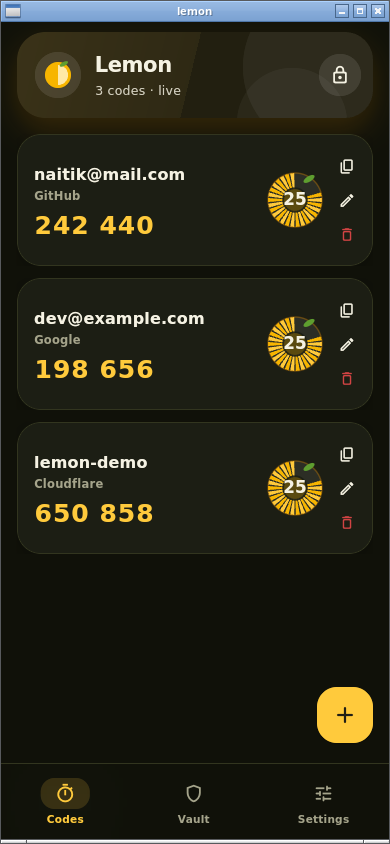 lemon
Lemon
3 codes · live
naitik@mail.com
GitHub
242 440
25
dev@example.com
Google
198 656
25
lemon-demo
Cloudflare
650 858
25
Codes
Vault
Settings